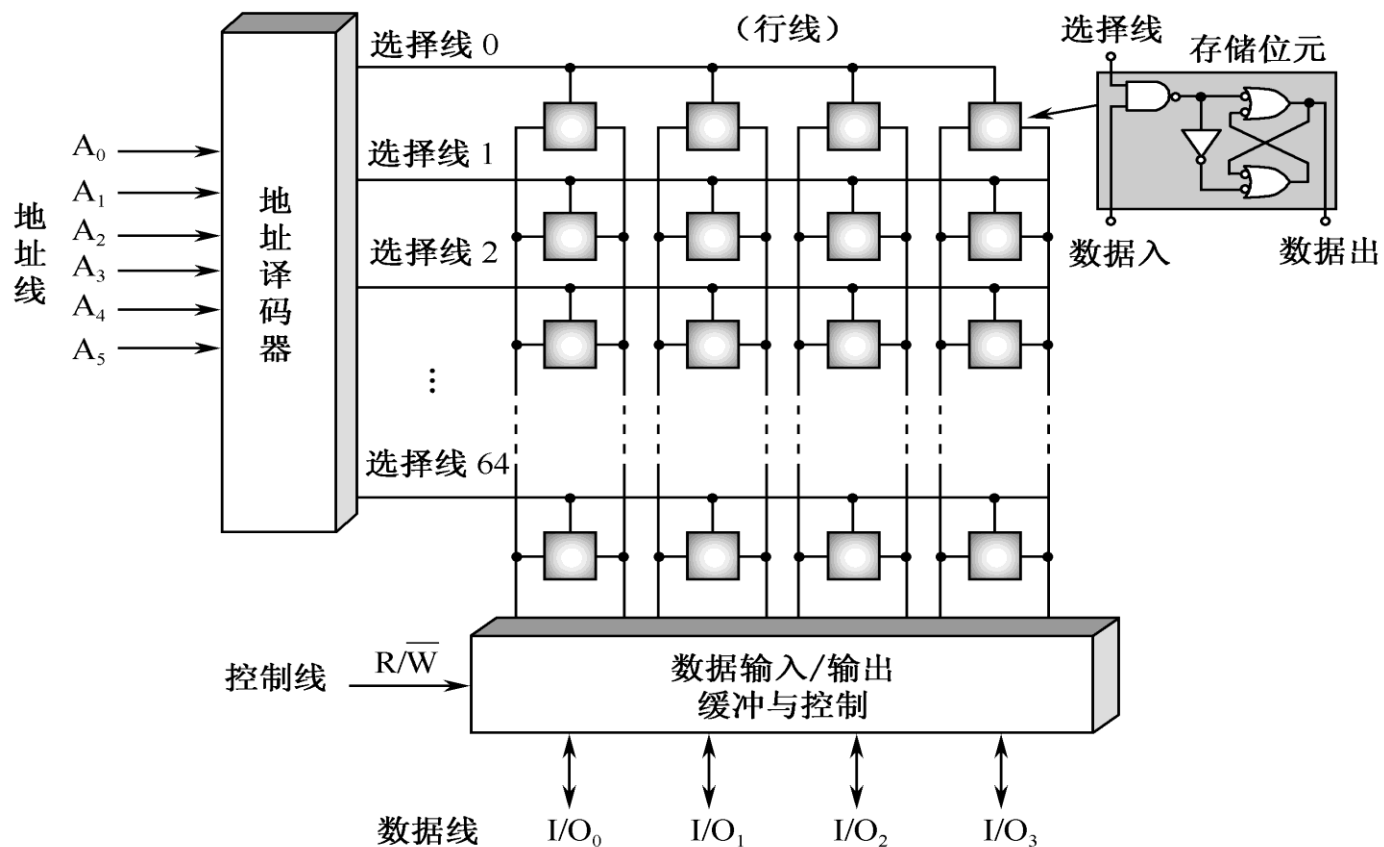 选择线 0
（行线）
选择线
存储位元
A₀
选择线 1
A₁
地址线
地址译码器
A₂
选择线 2
数据入
数据出
A₃
A₄
A₅
⋮
选择线 64
控制线
R/W̅
数据输入/输出
缓冲与控制
数据线
I/O₀
I/O₁
I/O₂
I/O₃